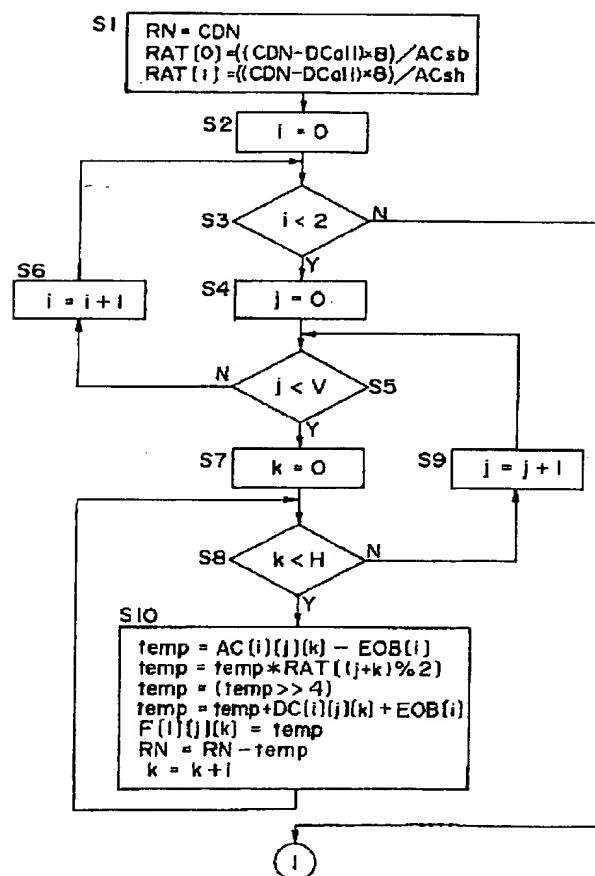 S1
RN = CDN
RAT[0]=((CDN-DCall)×8)/ACsb
RAT[1]=((CDN-DCall)×8)/ACsh
S2
i = 0
S3
i < 2
N
Y
S6
i = i+1
S4
j = 0
N
j < V
S5
Y
S7
k = 0
S9
j = j+1
S8
k < H
N
Y
S10
temp = AC[i][j][k] - EOB[i]
temp = temp*RAT[(j+k)%2]
temp = (temp>>4)
temp = temp+DC[i][j][k]+EOB[i]
F[i][j][k] = temp
RN = RN-temp
k = k+1
1